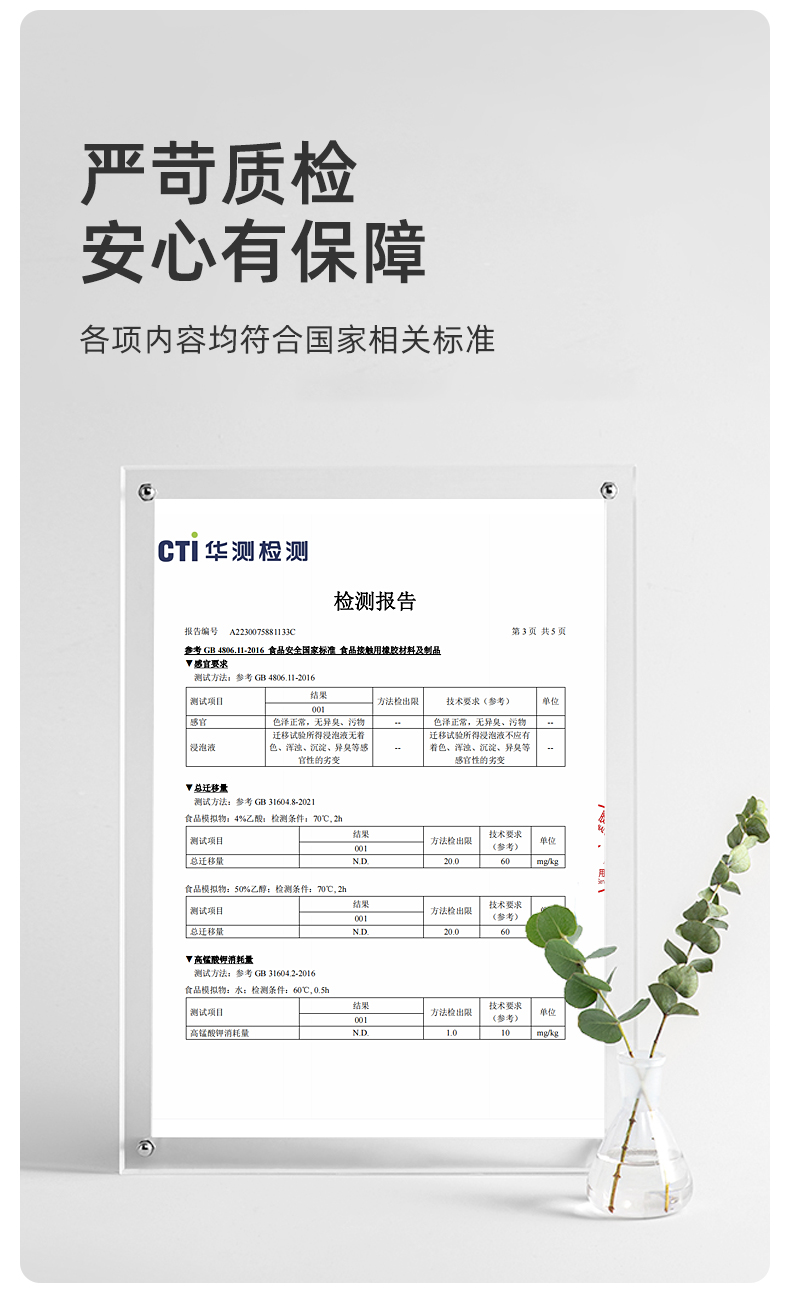 严苛质检
安心有保障
各项内容均符合国家相关标准
CTI 华测检测
检测报告
报告编号 A2230075881133C 第 3 页 共 5 页
参考 GB 4806.11-2016 食品安全国家标准 食品接触用橡胶材料及制品
▼感官要求
测试方法：参考 GB 4806.11-2016
测试项目 结果 方法检出限 技术要求（参考） 单位
001
感官 色泽正常，无异臭、污物 -- 色泽正常，无异臭、污物 --
浸泡液 迁移试验所得浸泡液无着色、浑浊、沉淀、异臭等感官性的劣变 -- 迁移试验所得浸泡液不应有着色、浑浊、沉淀、异臭等感官性的劣变 --
▼总迁移量
测试方法：参考 GB 31604.8-2021
食品模拟物：4%乙酸；检测条件：70℃, 2h
测试项目 结果 方法检出限 技术要求（参考） 单位
001
总迁移量 N.D. 20.0 60 mg/kg
食品模拟物：50%乙醇；检测条件：70℃, 2h
测试项目 结果 方法检出限 技术要求（参考）
001
总迁移量 N.D. 20.0 60
▼高锰酸钾消耗量
测试方法：参考 GB 31604.2-2016
食品模拟物：水；检测条件：60℃, 0.5h
测试项目 结果 方法检出限 技术要求（参考） 单位
001
高锰酸钾消耗量 N.D. 1.0 10 mg/kg